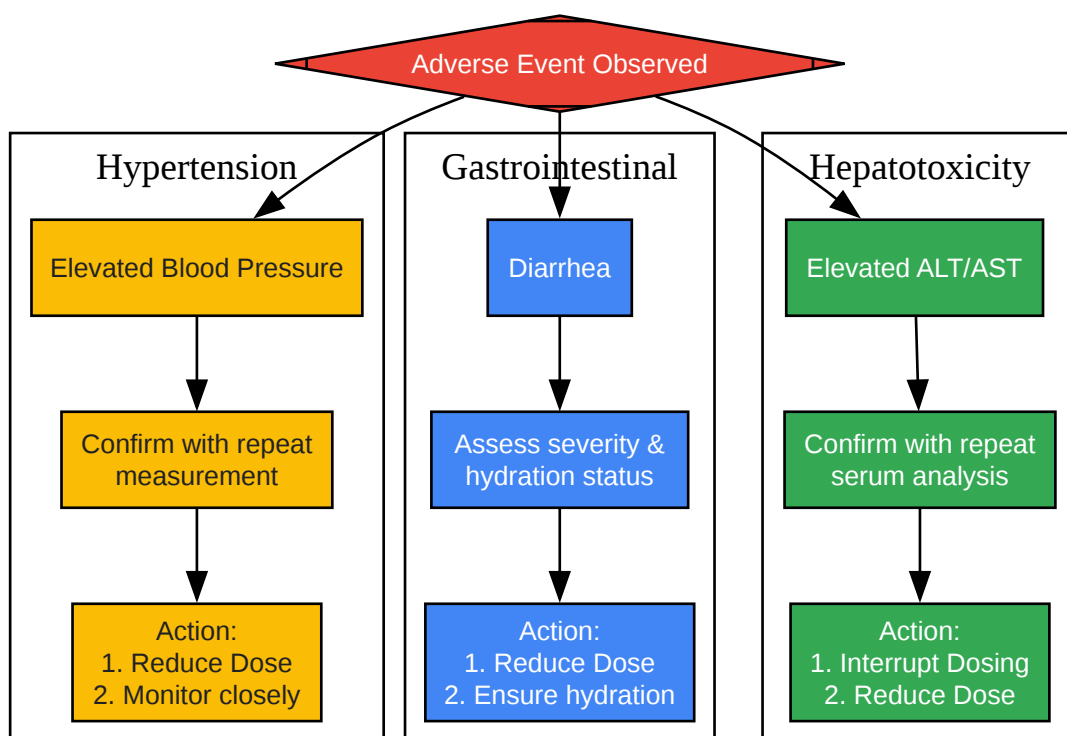 Adverse Event Observed
Hypertension
Elevated Blood Pressure
Confirm with repeat
measurement
Action:
1. Reduce Dose
2. Monitor closely
Gastrointestinal
Diarrhea
Assess severity &
hydration status
Action:
1. Reduce Dose
2. Ensure hydration
Hepatotoxicity
Elevated ALT/AST
Confirm with repeat
serum analysis
Action:
1. Interrupt Dosing
2. Reduce Dose